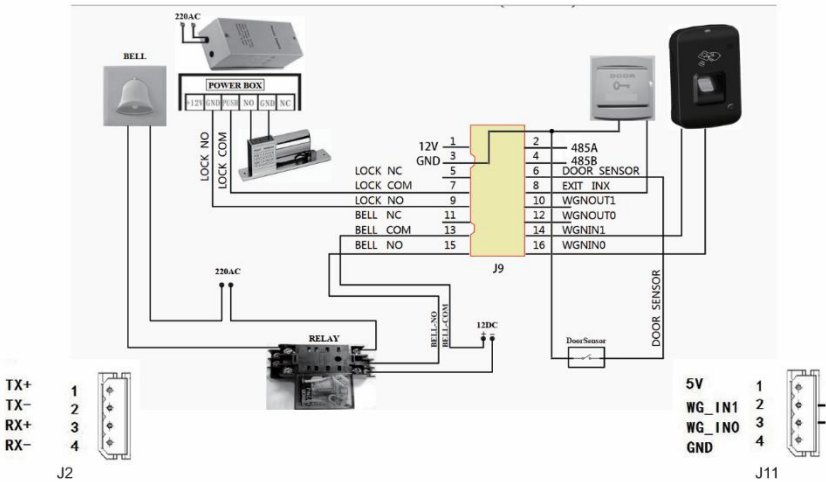 220AC
BELL
POWER BOX
+12V GND PUSH NO GND NC
LOCK NO
LOCK COM
DOOR
12V 1
GND 3
LOCK NC 5
LOCK COM 7
LOCK NO 9
BELL NC 11
BELL COM 13
BELL NO 15
2 485A
4 485B
6 DOOR SENSOR
8 EXIT INX
10 WGNOUT1
12 WGNOUT0
14 WGNIN1
16 WGNIN0
J9
220AC
RELAY
BELL-NO
BELL-COM
12DC
+ -
DoorSensor
DOOR SENSOR
TX+ 1
TX- 2
RX+ 3
RX- 4
J2
5V 1
WG_IN1 2
WG_IN0 3
GND 4
J11